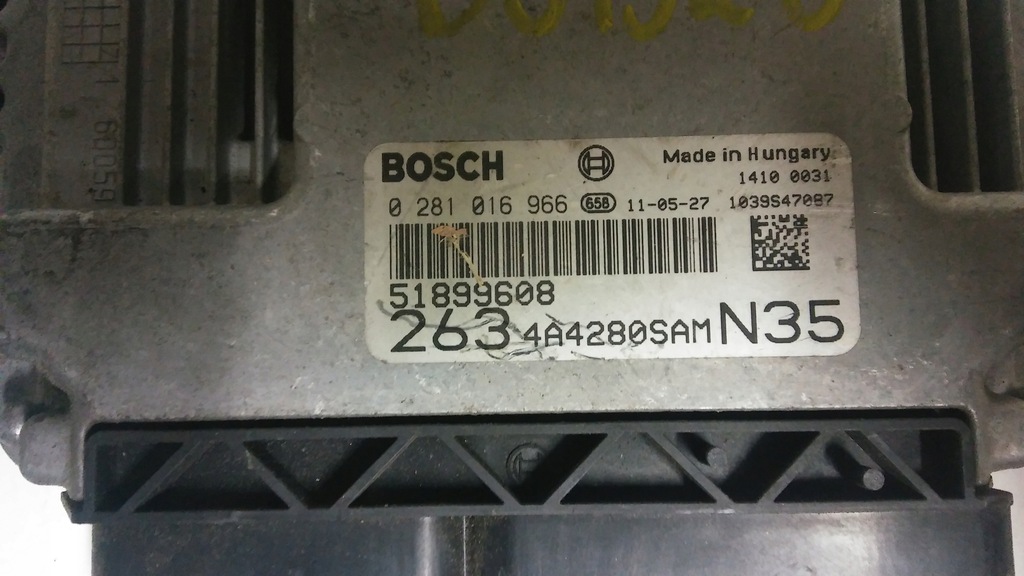 BOSCH Made in Hungary
1410 0031
0 281 016 966 658 11-05-27 1039S47087
51899608
263 4A4280SAM N35